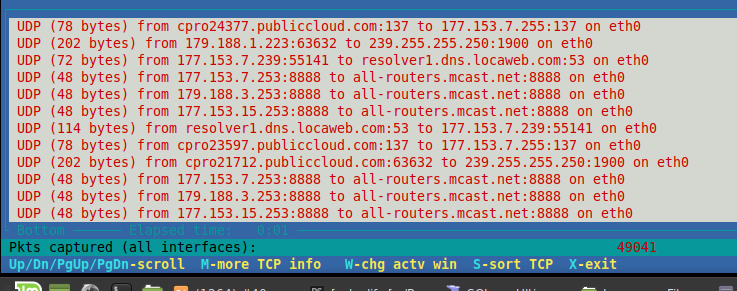 UDP (78 bytes) from cpro24377.publiccloud.com:137 to 177.153.7.255:137 on eth0
UDP (202 bytes) from 179.188.1.223:63632 to 239.255.255.250:1900 on eth0
UDP (72 bytes) from 177.153.7.239:55141 to resolver1.dns.locaweb.com:53 on eth0
UDP (48 bytes) from 177.153.7.253:8888 to all-routers.mcast.net:8888 on eth0
UDP (48 bytes) from 179.188.3.253:8888 to all-routers.mcast.net:8888 on eth0
UDP (48 bytes) from 177.153.15.253:8888 to all-routers.mcast.net:8888 on eth0
UDP (114 bytes) from resolver1.dns.locaweb.com:53 to 177.153.7.239:55141 on eth0
UDP (78 bytes) from cpro23597.publiccloud.com:137 to 177.153.7.255:137 on eth0
UDP (202 bytes) from cpro21712.publiccloud.com:63632 to 239.255.255.250:1900 on eth0
UDP (48 bytes) from 177.153.7.253:8888 to all-routers.mcast.net:8888 on eth0
UDP (48 bytes) from 179.188.3.253:8888 to all-routers.mcast.net:8888 on eth0
UDP (48 bytes) from 177.153.15.253:8888 to all-routers.mcast.net:8888 on eth0
Bottom Elapsed time: 0:01
Pkts captured (all interfaces): 49041
Up/Dn/PgUp/PgDn-scroll M-more TCP info W-chg actv win S-sort TCP X-exit